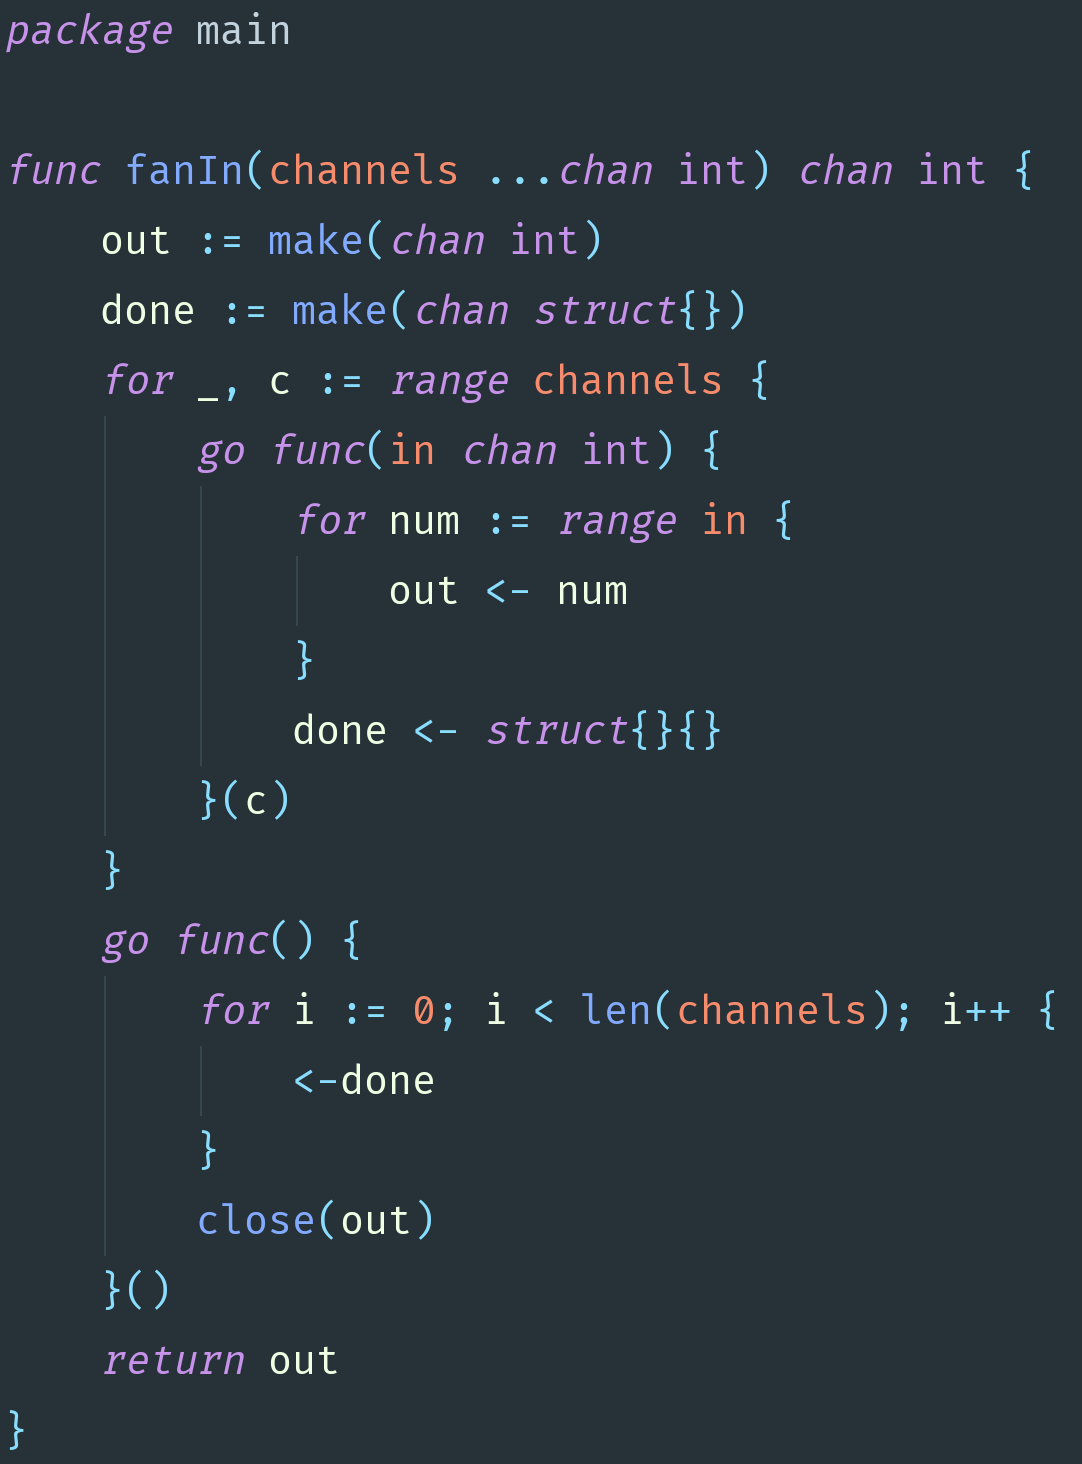 package main
func fanIn(channels ...chan int) chan int {
    out := make(chan int)
    done := make(chan struct{})
    for _, c := range channels {
        go func(in chan int) {
            for num := range in {
                out <- num
            }
            done <- struct{}{}
        }(c)
    }
    go func() {
        for i := 0; i < len(channels); i++ {
            <-done
        }
        close(out)
    }()
    return out
}